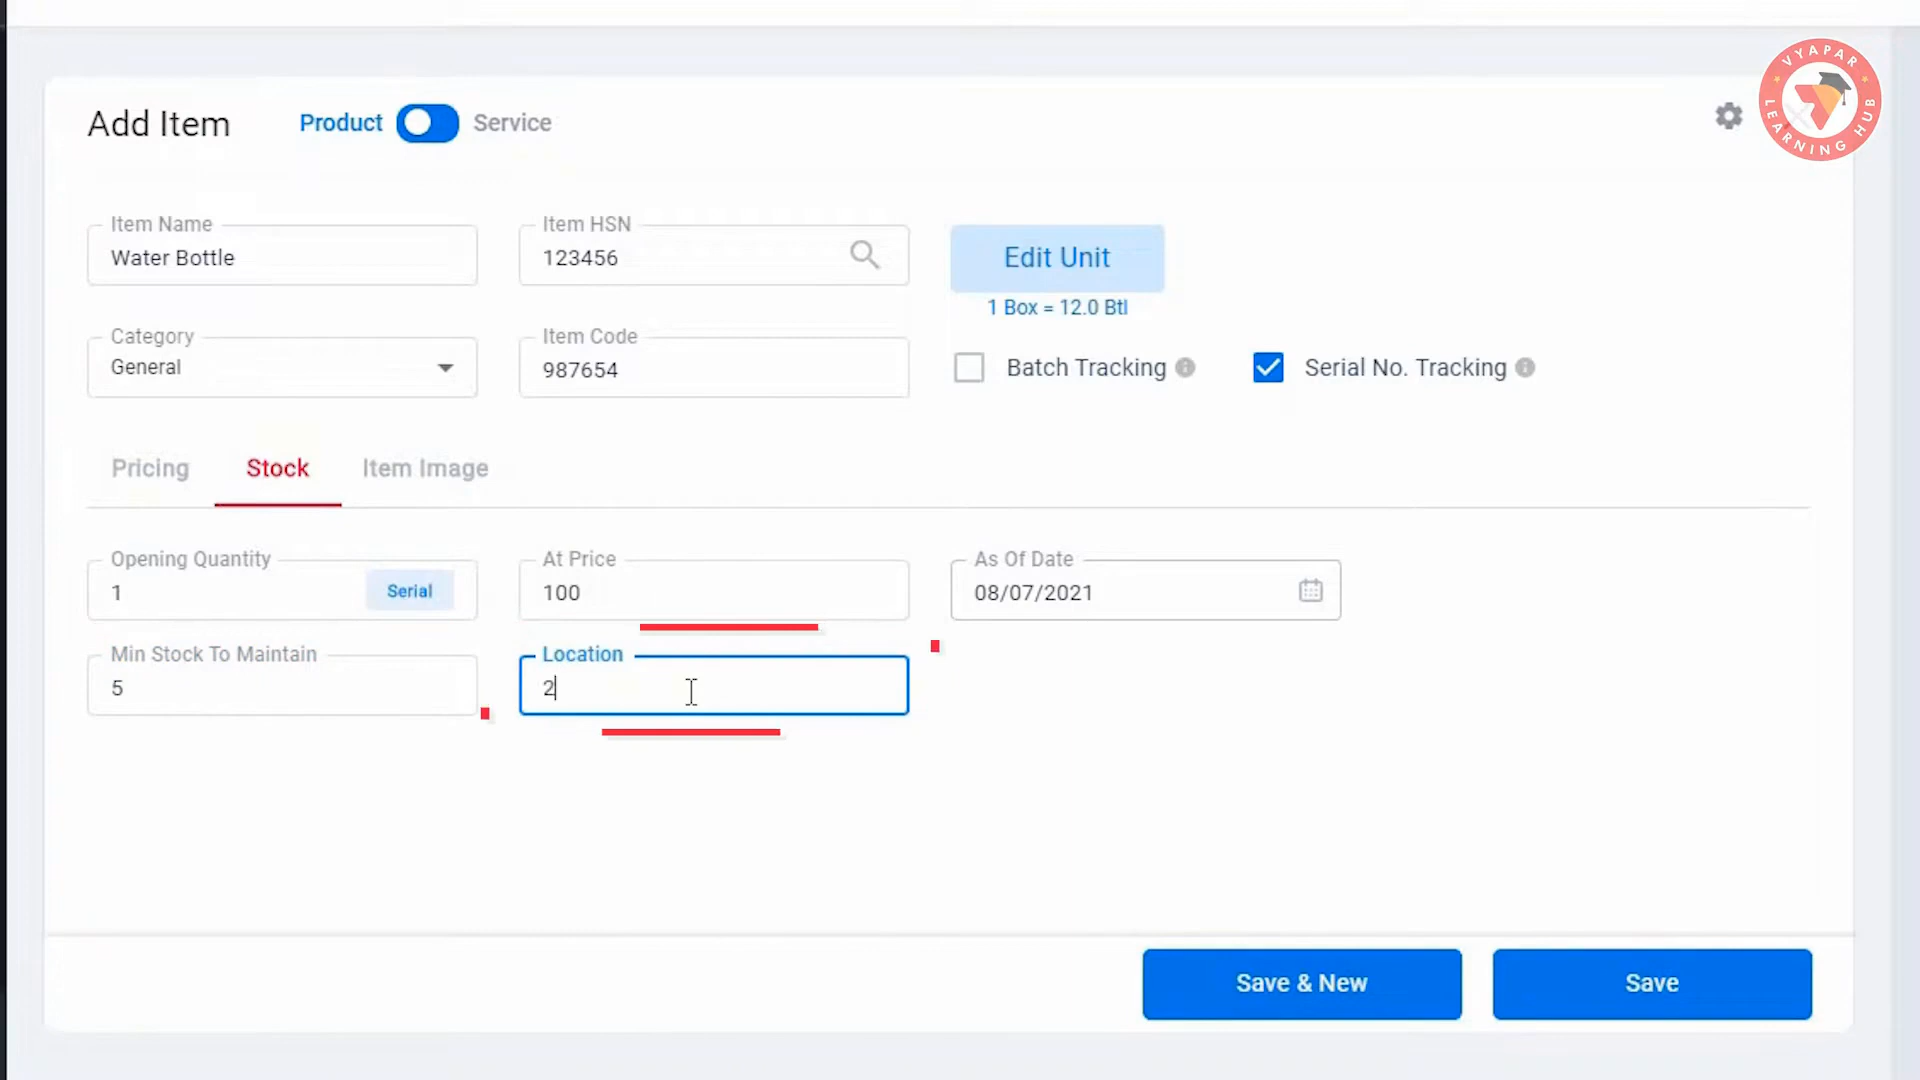 VYAPAR
LEARNING HUB
Add Item
Product
Service
Item Name
Water Bottle
Item HSN
123456
Edit Unit
1 Box = 12.0 Btl
Category
General
Item Code
987654
Batch Tracking
Serial No. Tracking
Pricing
Stock
Item Image
Opening Quantity
1
Serial
At Price
100
As Of Date
08/07/2021
Min Stock To Maintain
5
Location
2
Save & New
Save